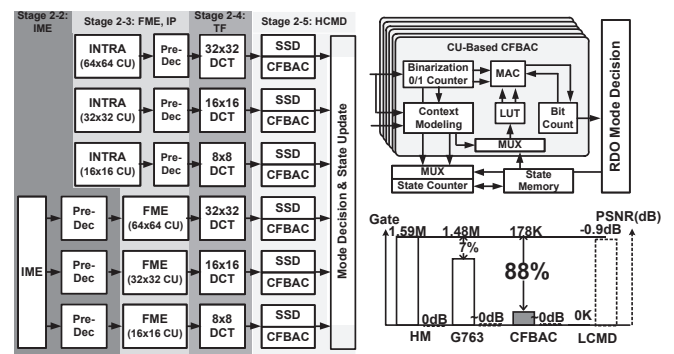 Stage 2-2:
IME
Stage 2-3: FME, IP
Stage 2-4:
TF
Stage 2-5: HCMD
INTRA
(64x64 CU)
Pre-
Dec
32x32
DCT
SSD
CFBAC
INTRA
(32x32 CU)
Pre-
Dec
16x16
DCT
SSD
CFBAC
INTRA
(16x16 CU)
Pre-
Dec
8x8
DCT
SSD
CFBAC
IME
Pre-
Dec
FME
(64x64 CU)
32x32
DCT
SSD
CFBAC
Pre-
Dec
FME
(32x32 CU)
16x16
DCT
SSD
CFBAC
Pre-
Dec
FME
(16x16 CU)
8x8
DCT
SSD
CFBAC
Mode Decision & State Update
CU-Based CFBAC
Binarization
0/1 Counter
MAC
Context
Modeling
LUT
Bit
Count
MUX
MUX
State Counter
State
Memory
RDO Mode Decision
Gate
PSNR(dB)
1.59M
1.48M
178K
-0.9dB
7%
88%
0dB
~0dB
~0dB
0K
HM
G763
CFBAC
LCMD